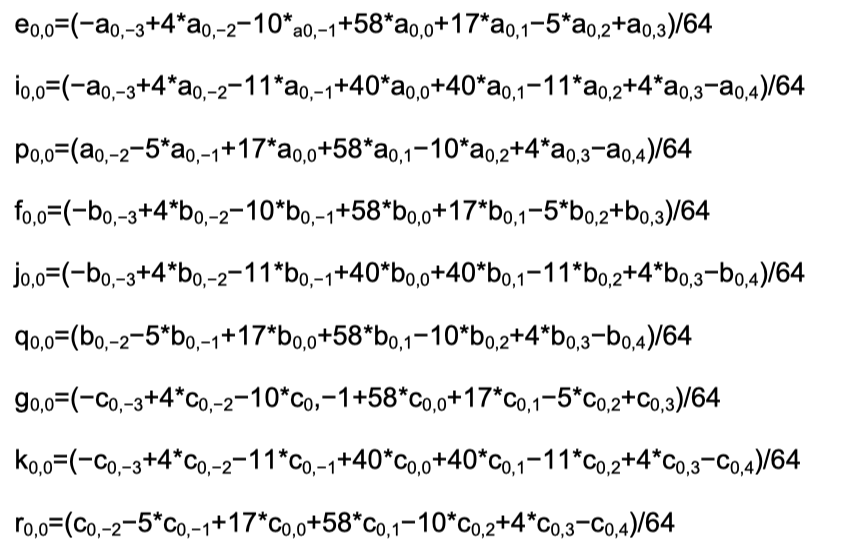 e₀,₀=(−a₀,₋₃+4*a₀,₋₂−10*ₐ₀,₋₁+58*a₀,₀+17*a₀,₁−5*a₀,₂+a₀,₃)/64
i₀,₀=(−a₀,₋₃+4*a₀,₋₂−11*a₀,₋₁+40*a₀,₀+40*a₀,₁−11*a₀,₂+4*a₀,₃−a₀,₄)/64
p₀,₀=(a₀,₋₂−5*a₀,₋₁+17*a₀,₀+58*a₀,₁−10*a₀,₂+4*a₀,₃−a₀,₄)/64
f₀,₀=(−b₀,₋₃+4*b₀,₋₂−10*b₀,₋₁+58*b₀,₀+17*b₀,₁−5*b₀,₂+b₀,₃)/64
j₀,₀=(−b₀,₋₃+4*b₀,₋₂−11*b₀,₋₁+40*b₀,₀+40*b₀,₁−11*b₀,₂+4*b₀,₃−b₀,₄)/64
q₀,₀=(b₀,₋₂−5*b₀,₋₁+17*b₀,₀+58*b₀,₁−10*b₀,₂+4*b₀,₃−b₀,₄)/64
g₀,₀=(−c₀,₋₃+4*c₀,₋₂−10*c₀,−1+58*c₀,₀+17*c₀,₁−5*c₀,₂+c₀,₃)/64
k₀,₀=(−c₀,₋₃+4*c₀,₋₂−11*c₀,₋₁+40*c₀,₀+40*c₀,₁−11*c₀,₂+4*c₀,₃−c₀,₄)/64
r₀,₀=(c₀,₋₂−5*c₀,₋₁+17*c₀,₀+58*c₀,₁−10*c₀,₂+4*c₀,₃−c₀,₄)/64